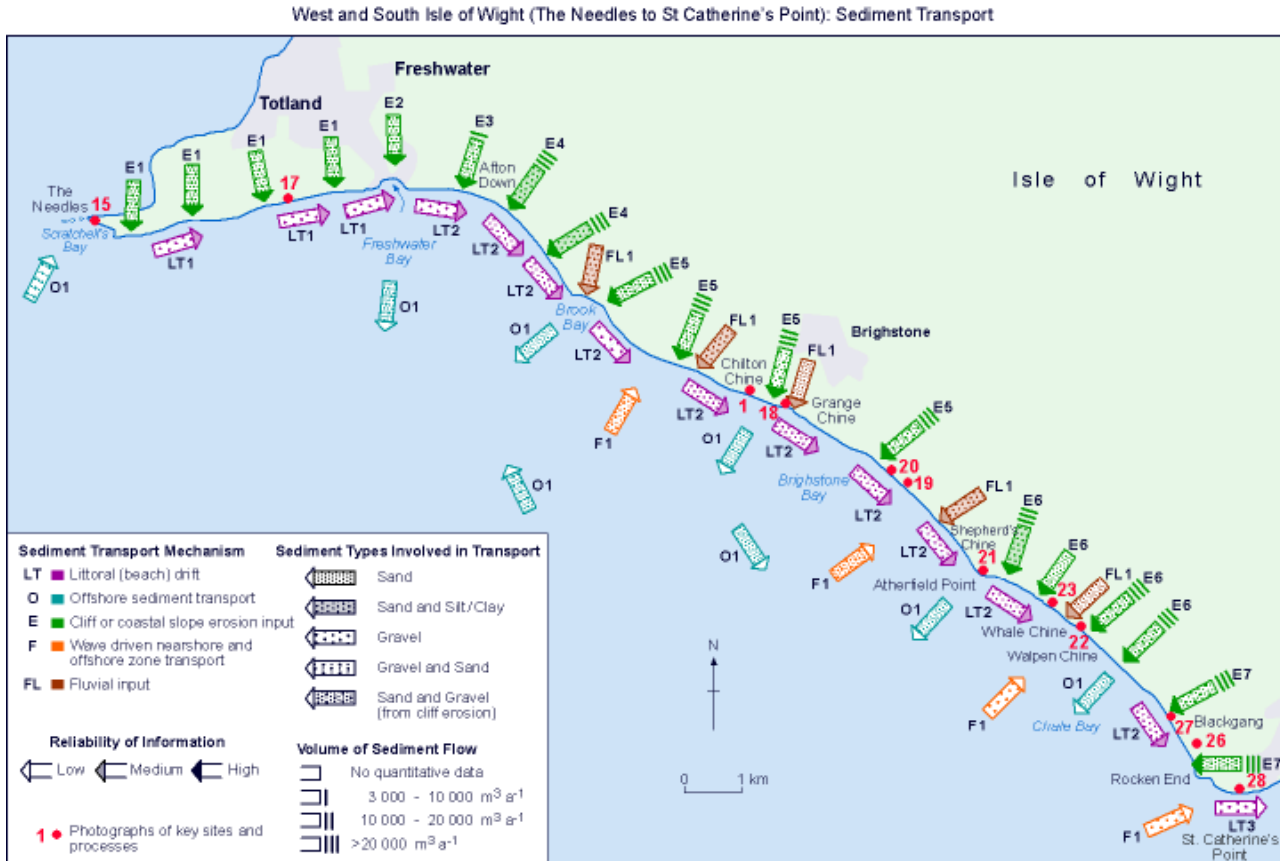 West and South Isle of Wight (The Needles to St Catherine's Point): Sediment Transport
Freshwater
Totland
E2
E1
E1
E1
E1
E3
E4
Afton
Down
Isle of Wight
The
Needles
15
17
Scratchell's
Bay
LT1
LT1
LT1
LT2
LT2
E4
Freshwater
Bay
FL1
E5
O1
O1
LT2
E5
Brook
Bay
O1
LT2
FL1
E5
FL1
Brighstone
Chilton
Chine
1
18
Grange
Chine
LT2
F1
O1
LT2
E5
20
19
Brighstone
Bay
O1
LT2
FL1
E6
Shepherd's
Chine
O1
LT2
21
E6
F1
Atherfield Point
23
FL1
E6
O1
LT2
Whale Chine
22
E6
Walpen Chine
N
O1
E7
F1
Chale Bay
LT2
27
Blackgang
26
Rocken End
E7
28
0 1 km
F1
LT3
St. Catherine's
Point
Sediment Transport Mechanism
LT Littoral (beach) drift
O Offshore sediment transport
E Cliff or coastal slope erosion input
F Wave driven nearshore and
offshore zone transport
FL Fluvial input
Sediment Types Involved in Transport
Sand
Sand and Silt/Clay
Gravel
Gravel and Sand
Sand and Gravel
(from cliff erosion)
Reliability of Information
Low Medium High
1 Photographs of key sites and
processes
Volume of Sediment Flow
No quantitative data
3 000 - 10 000 m³ a⁻¹
10 000 - 20 000 m³ a⁻¹
>20 000 m³ a⁻¹